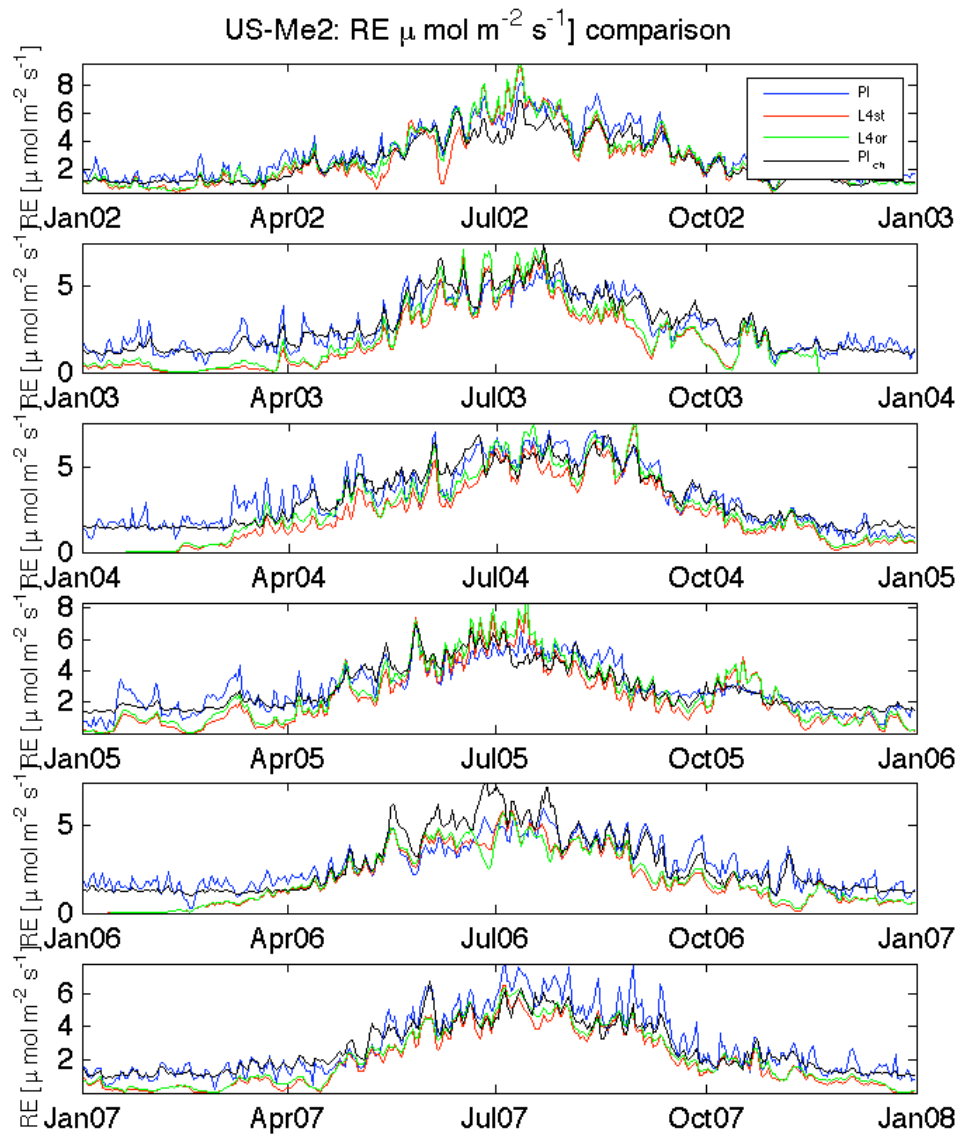 US-Me2: RE μ mol m⁻² s⁻¹] comparison
RE [μ mol m⁻² s⁻¹]
8
6
4
2
PI
L4st
L4or
PI_ch
Jan02 Apr02 Jul02 Oct02 Jan03
RE [μ mol m⁻² s⁻¹]
5
0
Jan03 Apr03 Jul03 Oct03 Jan04
RE [μ mol m⁻² s⁻¹]
5
0
Jan04 Apr04 Jul04 Oct04 Jan05
RE [μ mol m⁻² s⁻¹]
8
6
4
2
Jan05 Apr05 Jul05 Oct05 Jan06
RE [μ mol m⁻² s⁻¹]
5
0
Jan06 Apr06 Jul06 Oct06 Jan07
RE [μ mol m⁻² s⁻¹]
6
4
2
Jan07 Apr07 Jul07 Oct07 Jan08